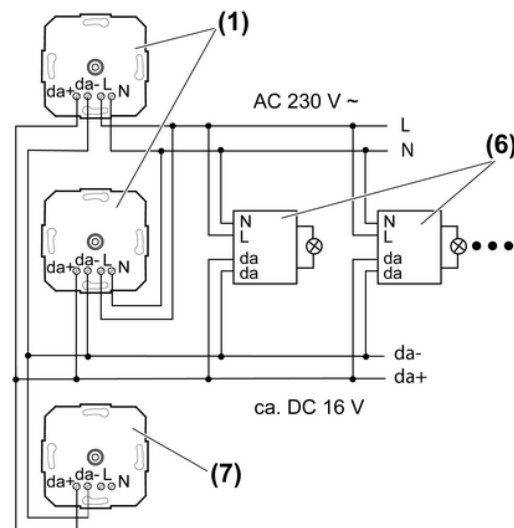 (1)
da+ da- L N
AC 230 V ~
L
N
(6)
da+ da- L N
N
L
da
da
N
L
da
da
da-
da+
ca. DC 16 V
da+ da- L N
(7)